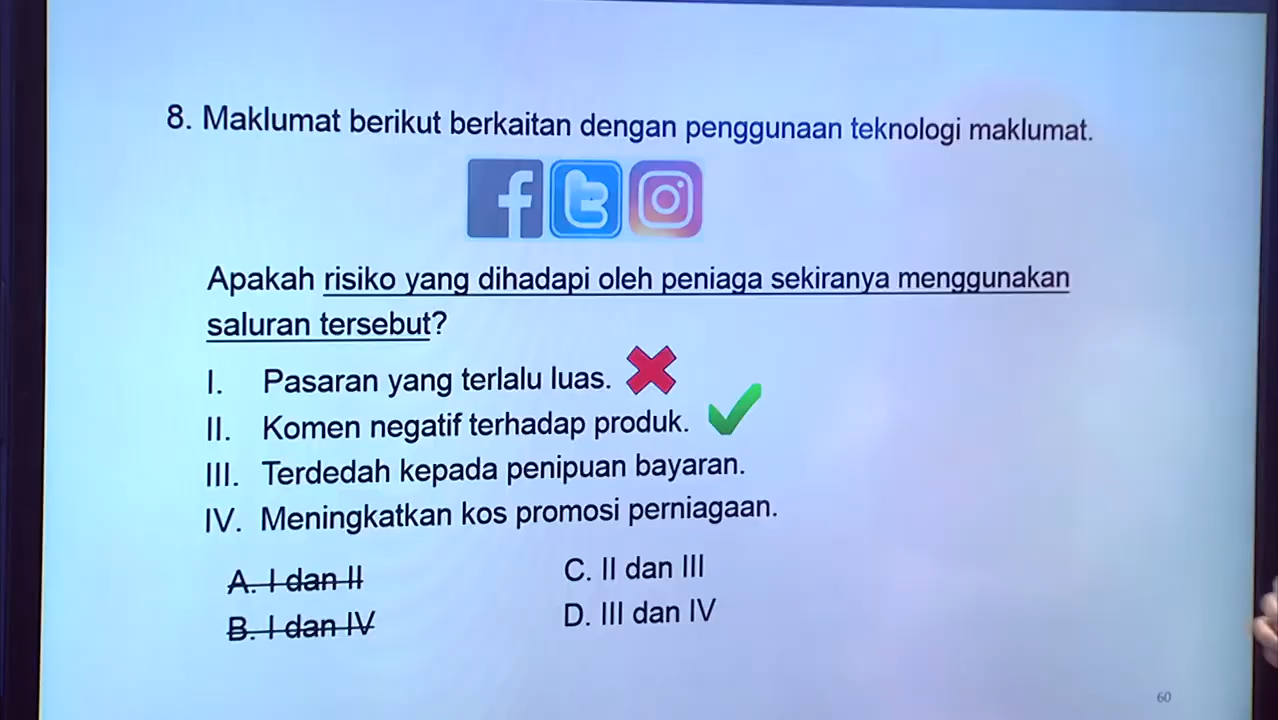 8. Maklumat berikut berkaitan dengan penggunaan teknologi maklumat.
Apakah risiko yang dihadapi oleh peniaga sekiranya menggunakan
saluran tersebut?
I. Pasaran yang terlalu luas.
II. Komen negatif terhadap produk.
III. Terdedah kepada penipuan bayaran.
IV. Meningkatkan kos promosi perniagaan.
A. I dan II
B. I dan IV
C. II dan III
D. III dan IV
60